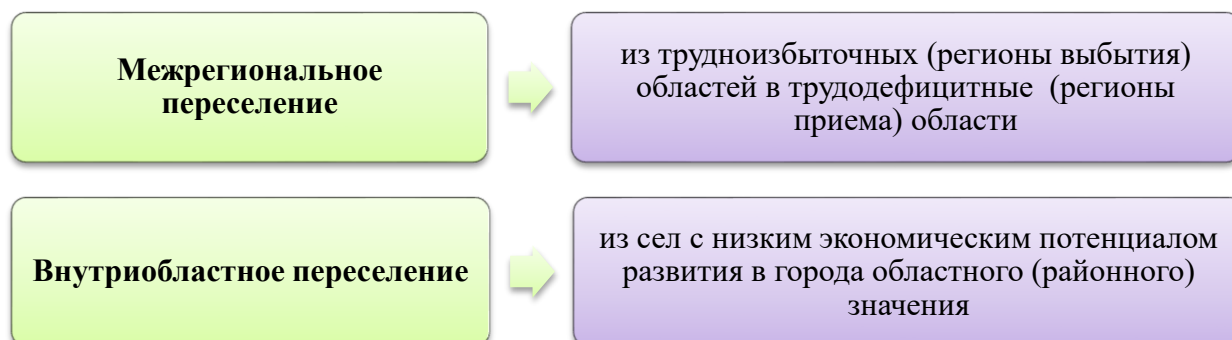 Межрегиональное
переселение
из трудноизбыточных (регионы выбытия)
областей в трудодефицитные (регионы
приема) области
Внутриобластное переселение
из сел с низким экономическим потенциалом
развития в города областного (районного)
значения